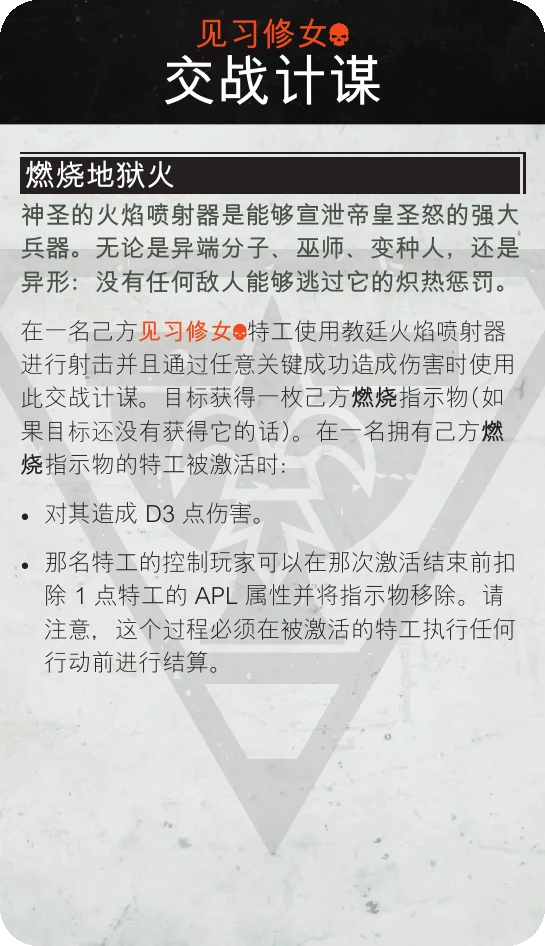 见习修女
交战计谋
燃烧地狱火
神圣的火焰喷射器是能够宣泄帝皇圣怒的强大
兵器。无论是异端分子、巫师、变种人，还是
异形：没有任何敌人能够逃过它的炽热惩罚。
在一名己方见习修女特工使用教廷火焰喷射器
进行射击并且通过任意关键成功造成伤害时使用
此交战计谋。目标获得一枚己方燃烧指示物(如
果目标还没有获得它的话)。在一名拥有己方燃
烧指示物的特工被激活时:
• 对其造成 D3 点伤害。
• 那名特工的控制玩家可以在那次激活结束前扣
除 1 点特工的 APL 属性并将指示物移除。请
注意，这个过程必须在被激活的特工执行任何
行动前进行结算。